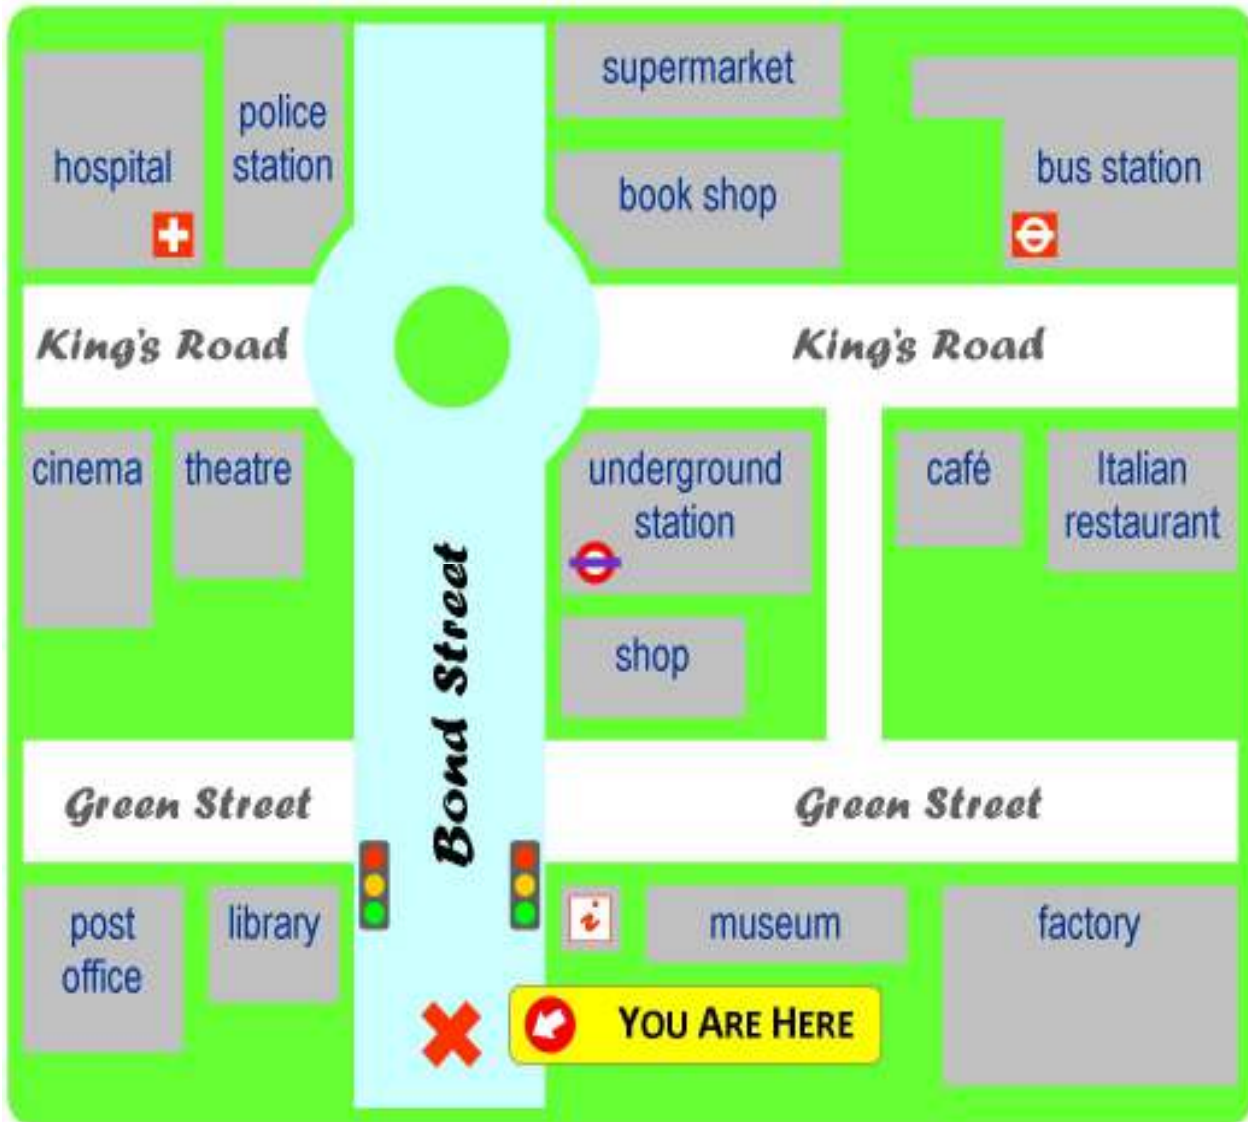 supermarket
police
station
hospital
book shop
bus station
King's Road
King's Road
cinema
theatre
underground
station
café
Italian
restaurant
shop
Bond Street
Green Street
Green Street
post
office
library
i
museum
factory
YOU ARE HERE